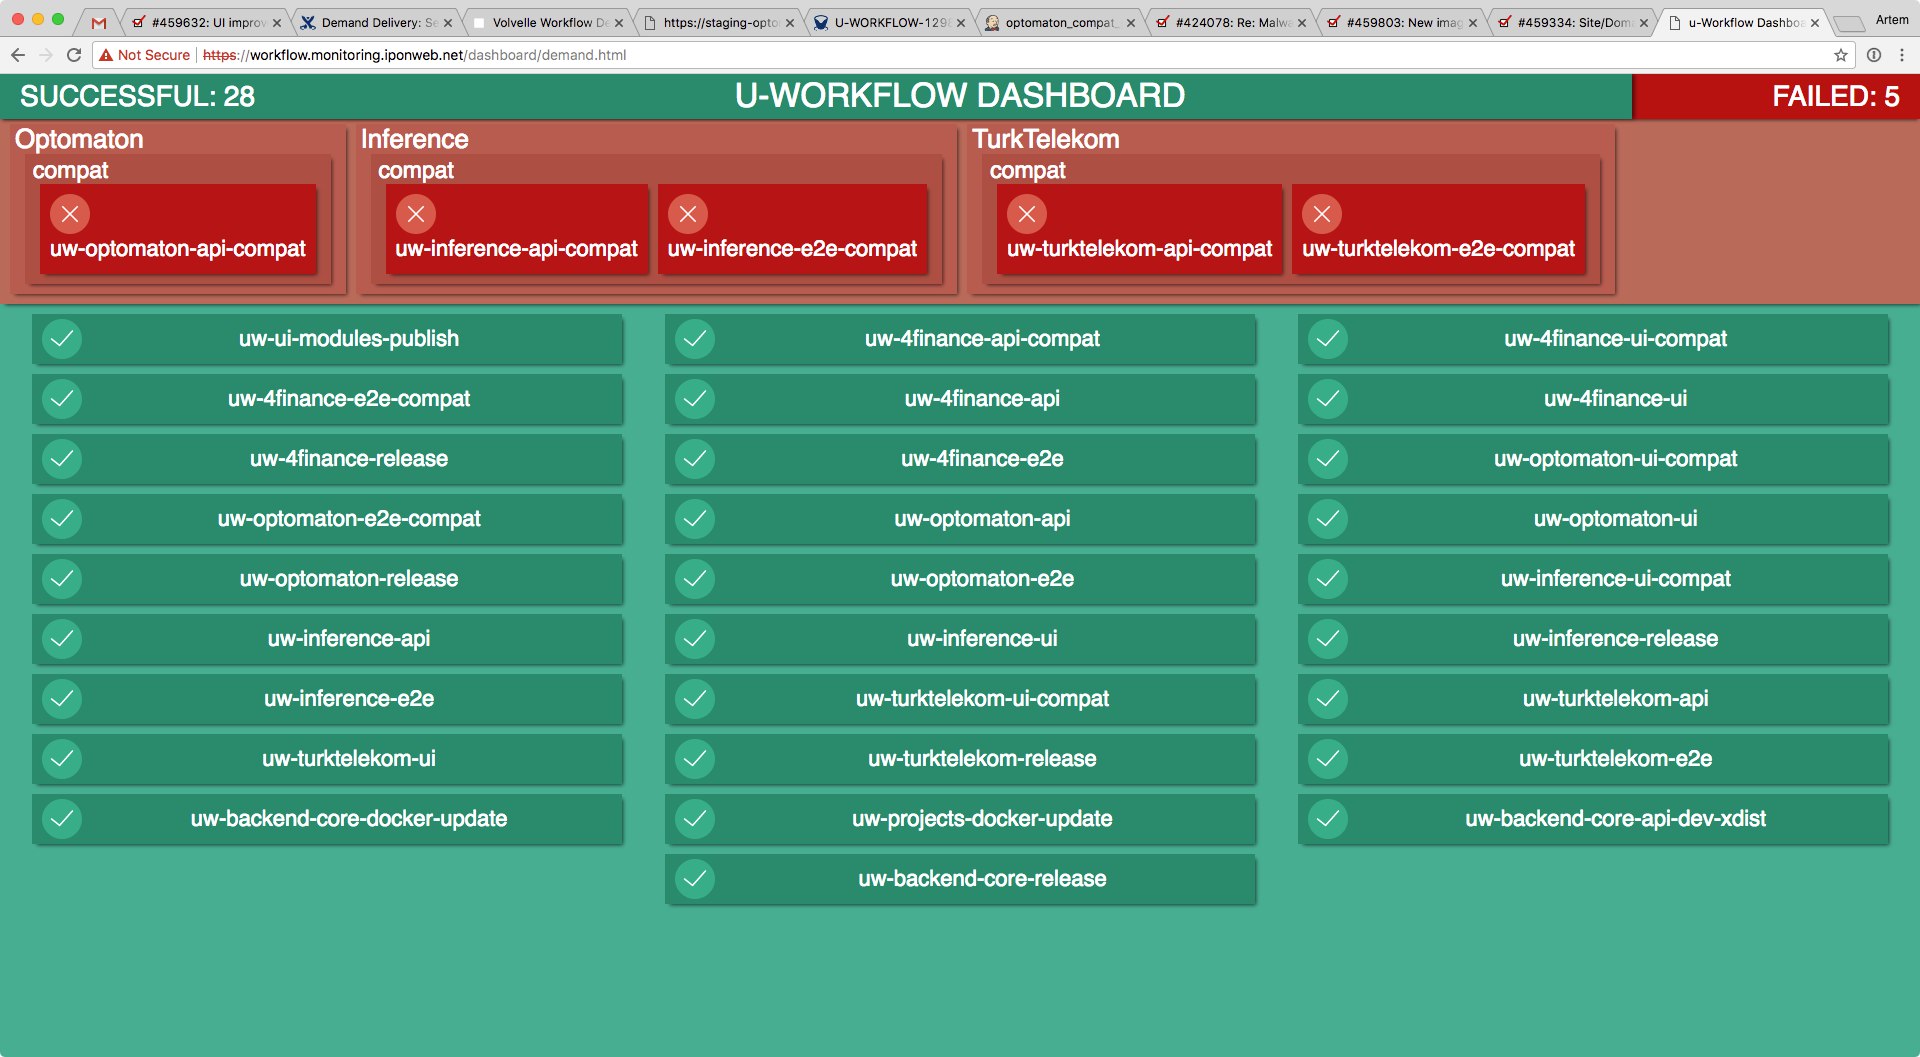 #459632: UI improv
Demand Delivery: Se
Volvelle Workflow De
https://staging-opto
U-WORKFLOW-129
optomaton_compat_
#424078: Re: Malwa
#459803: New imag
#459334: Site/Dom
u-Workflow Dashboa
Artem
Not Secure https://workflow.monitoring.iponweb.net/dashboard/demand.html
SUCCESSFUL: 28
U-WORKFLOW DASHBOARD
FAILED: 5
Optomaton
compat
uw-optomaton-api-compat
Inference
compat
uw-inference-api-compat
uw-inference-e2e-compat
TurkTelekom
compat
uw-turktelekom-api-compat
uw-turktelekom-e2e-compat
uw-ui-modules-publish
uw-4finance-api-compat
uw-4finance-ui-compat
uw-4finance-e2e-compat
uw-4finance-api
uw-4finance-ui
uw-4finance-release
uw-4finance-e2e
uw-optomaton-ui-compat
uw-optomaton-e2e-compat
uw-optomaton-api
uw-optomaton-ui
uw-optomaton-release
uw-optomaton-e2e
uw-inference-ui-compat
uw-inference-api
uw-inference-ui
uw-inference-release
uw-inference-e2e
uw-turktelekom-ui-compat
uw-turktelekom-api
uw-turktelekom-ui
uw-turktelekom-release
uw-turktelekom-e2e
uw-backend-core-docker-update
uw-projects-docker-update
uw-backend-core-api-dev-xdist
uw-backend-core-release